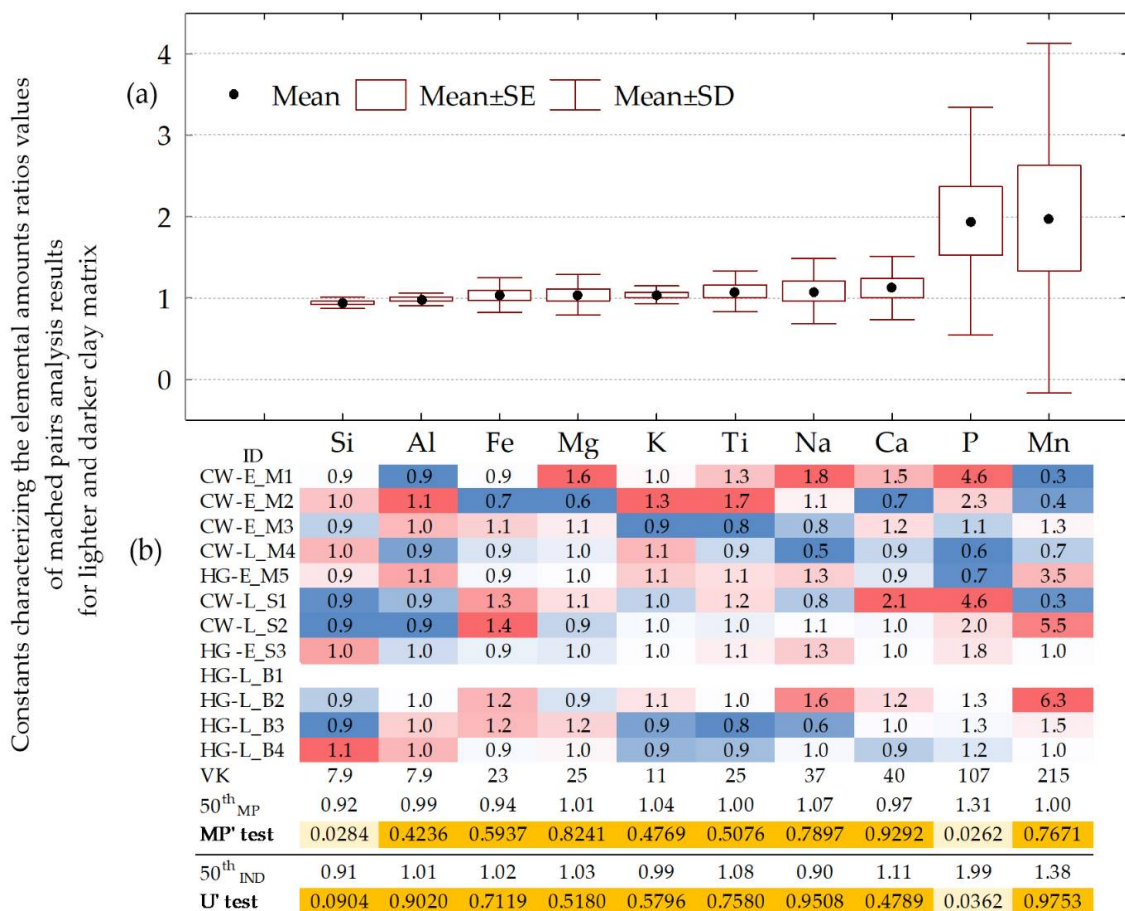 Constants characterizing the elemental amounts ratios values
of mached pairs analysis results
for lighter and darker clay matrix
(a)
Mean Mean±SE Mean±SD
4
3
2
1
0
(b)
ID Si Al Fe Mg K Ti Na Ca P Mn
CW-E_M1 0.9 0.9 0.9 1.6 1.0 1.3 1.8 1.5 4.6 0.3
CW-E_M2 1.0 1.1 0.7 0.6 1.3 1.7 1.1 0.7 2.3 0.4
CW-E_M3 0.9 1.0 1.1 1.1 0.9 0.8 0.8 1.2 1.1 1.3
CW-L_M4 1.0 0.9 0.9 1.0 1.1 0.9 0.5 0.9 0.6 0.7
HG-E_M5 0.9 1.1 0.9 1.0 1.1 1.1 1.3 0.9 0.7 3.5
CW-L_S1 0.9 0.9 1.3 1.1 1.0 1.2 0.8 2.1 4.6 0.3
CW-L_S2 0.9 0.9 1.4 0.9 1.0 1.0 1.1 1.0 2.0 5.5
HG-E_S3 1.0 1.0 0.9 1.0 1.0 1.1 1.3 1.0 1.8 1.0
HG-L_B1
HG-L_B2 0.9 1.0 1.2 0.9 1.1 1.0 1.6 1.2 1.3 6.3
HG-L_B3 0.9 1.0 1.2 1.2 0.9 0.8 0.6 1.0 1.3 1.5
HG-L_B4 1.1 1.0 0.9 1.0 0.9 0.9 1.0 0.9 1.2 1.0
VK 7.9 7.9 23 25 11 25 37 40 107 215
50th MP 0.92 0.99 0.94 1.01 1.04 1.00 1.07 0.97 1.31 1.00
MP' test 0.0284 0.4236 0.5937 0.8241 0.4769 0.5076 0.7897 0.9292 0.0262 0.7671
50th IND 0.91 1.01 1.02 1.03 0.99 1.08 0.90 1.11 1.99 1.38
U' test 0.0904 0.9020 0.7119 0.5180 0.5796 0.7580 0.9508 0.4789 0.0362 0.9753